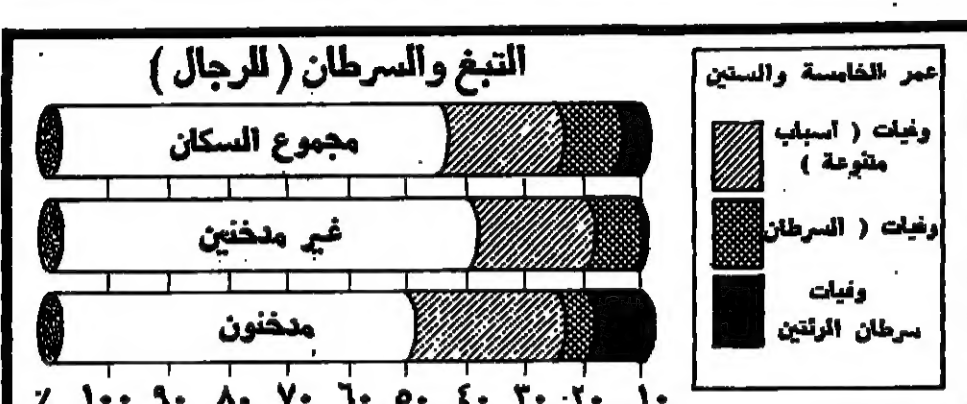 التبغ والسرطان ( للرجال )
مجموع السكان
غير مدخنين
مدخنون
٪ ١٠٠ ٩٠ ٨٠ ٧٠ ٦٠ ٥٠ ٤٠ ٣٠ ٢٠ ١٠
عمر الخامسة والستين
وفيات ( اسباب
متنوعة )
وفيات ( السرطان
وفيات
سرطان الرئتين